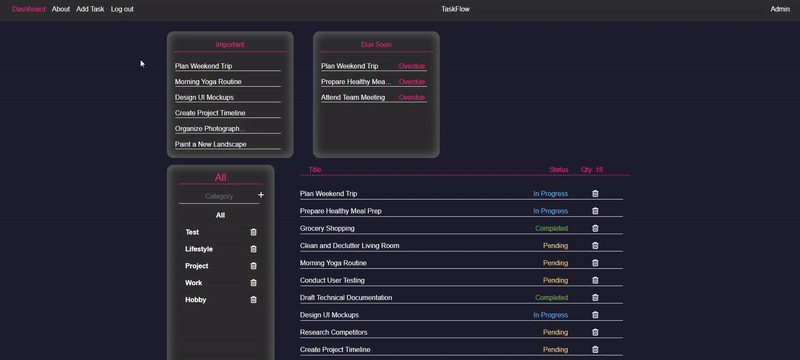 Dashboard About Add Task Log out TaskFlow Admin
Important
Plan Weekend Trip
Morning Yoga Routine
Design UI Mockups
Create Project Timeline
Organize Photograph...
Paint a New Landscape
Due Soon
Plan Weekend Trip Overdue
Prepare Healthy Mea... Overdue
Attend Team Meeting Overdue
All
Category +
All
Test
Lifestyle
Project
Work
Hobby
Title Status Qty: 16
Plan Weekend Trip In Progress
Prepare Healthy Meal Prep In Progress
Grocery Shopping Completed
Clean and Declutter Living Room Pending
Morning Yoga Routine Pending
Conduct User Testing Pending
Draft Technical Documentation Completed
Design UI Mockups In Progress
Research Competitors Pending
Create Project Timeline Pending